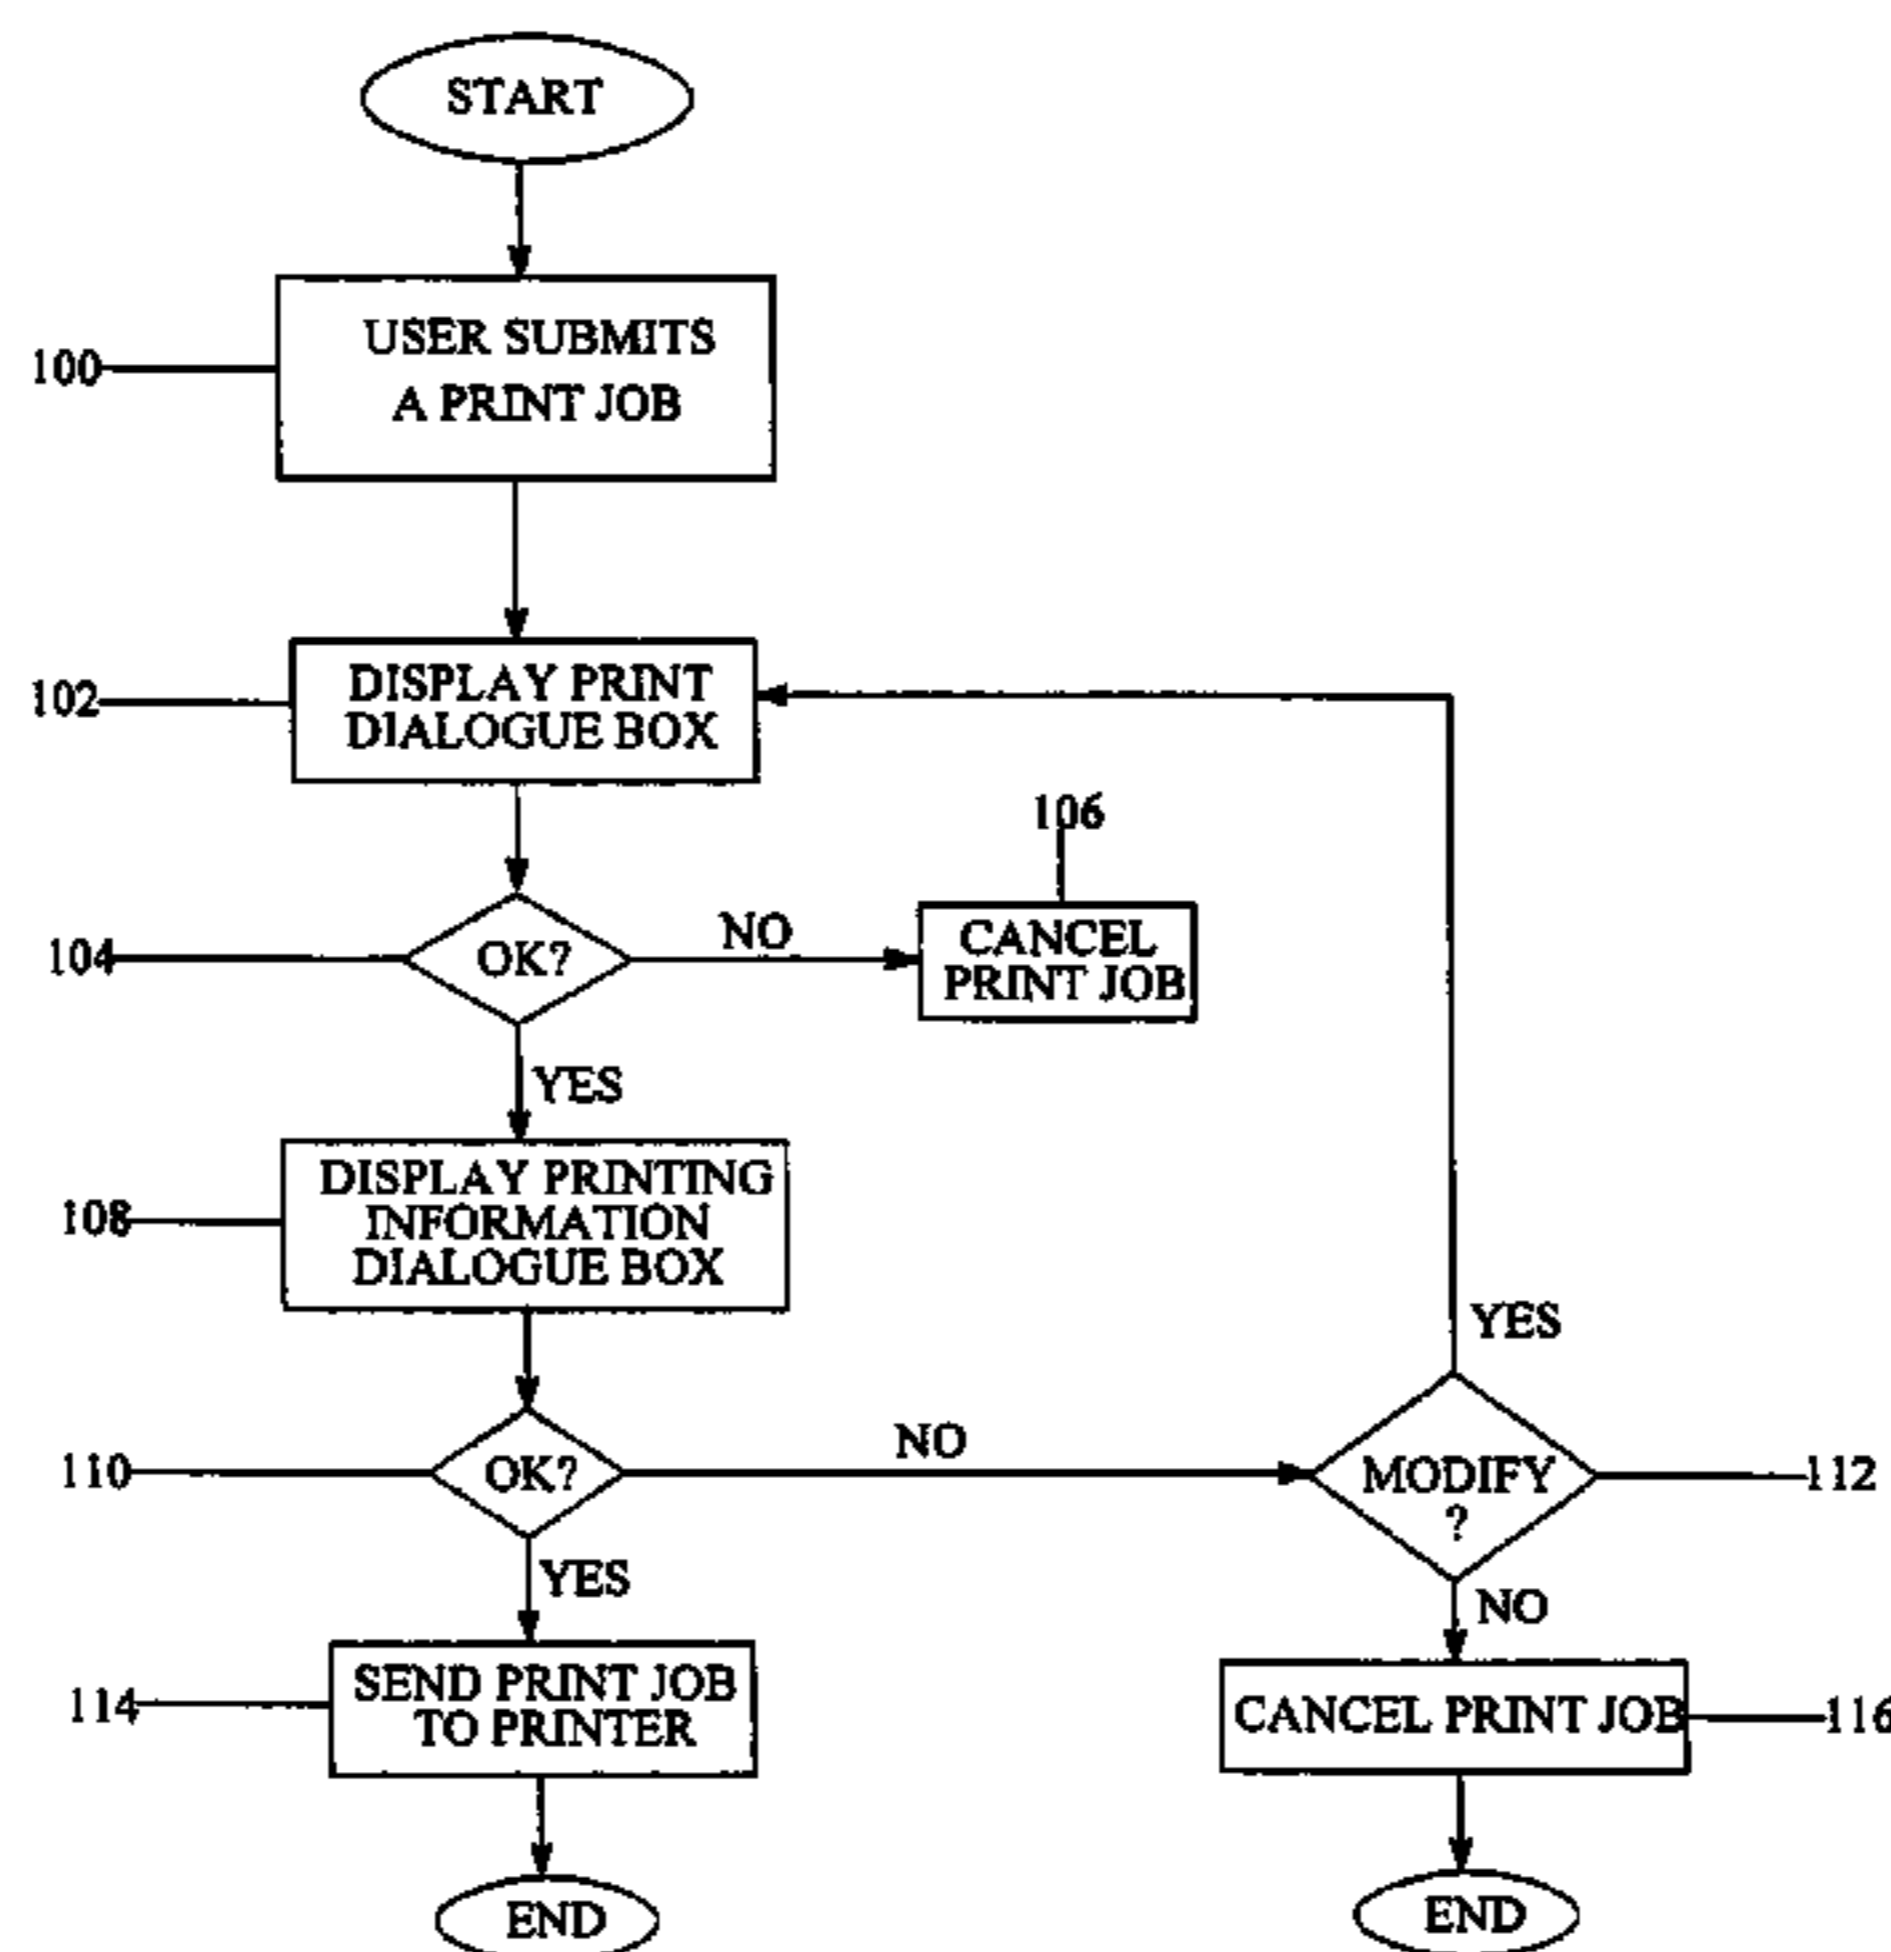 START
USER SUBMITS
A PRINT JOB
100
DISPLAY PRINT
DIALOGUE BOX
102
106
OK?
104
NO
CANCEL
PRINT JOB
YES
DISPLAY PRINTING
INFORMATION
DIALOGUE BOX
108
YES
OK?
110
NO
MODIFY
?
112
YES
NO
SEND PRINT JOB
TO PRINTER
114
CANCEL PRINT JOB
116
END
END